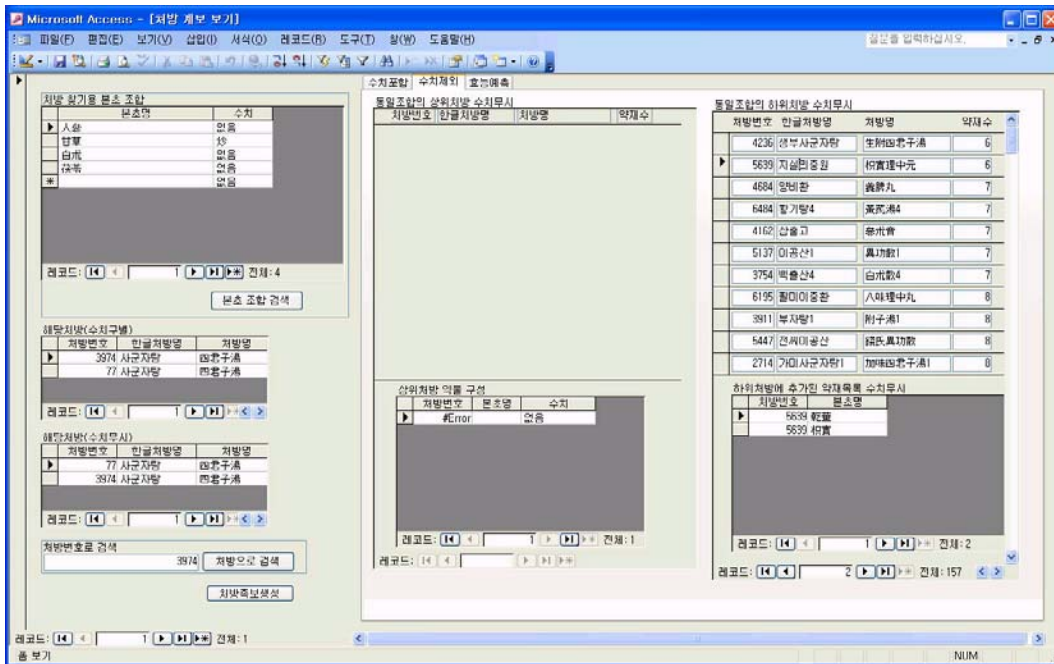 Microsoft Access - [처방 계보 보기]
파일(F) 편집(E) 보기(V) 삽입(I) 서식(O) 레코드(R) 도구(T) 창(W) 도움말(H)
질문을 입력하십시오.
수치포함 수치제외 효능예측
처방 찾기용 본초 조합
본초명 수치
人蔘 없음
甘草 炒
白朮 없음
茯苓 없음
없음
레코드: 1 전체: 4
본초 조합 검색
해당처방(수치구별)
처방번호 한글처방명 처방명
3974 사군자탕 四君子湯
77 사군자탕 四君子湯
레코드: 1
해당처방(수치무시)
처방번호 한글처방명 처방명
77 사군자탕 四君子湯
3974 사군자탕 四君子湯
레코드: 1
처방번호로 검색
3974 처방으로 검색
처방족보생성
레코드: 1 전체: 1
동일조합의 상위처방 수치무시
처방번호 한글처방명 처방명 약재수
상위처방 약물 구성
처방번호 본초명 수치
#Error 없음
레코드: 1 전체: 1
레코드:
동일조합의 하위처방 수치무시
처방번호 한글처방명 처방명 약재수
4236 생부사군자탕 生附四君子湯 6
5639 지실리중원 枳實理中元 6
4684 양비환 養脾丸 7
6484 황기탕4 黃芪湯4 7
4162 삼출고 蔘朮膏 7
5137 이공산1 異功散1 7
3754 백출산4 白朮散4 7
6195 팔미이중환 八味理中丸 8
3911 부자탕1 附子湯1 8
5447 전씨이공산 錢氏異功散 8
2714 가미사군자탕1 加味四君子湯1 8
하위처방에 추가된 약재목록 수치무시
처방번호 본초명
5639 乾薑
5639 枳實
레코드: 1 전체: 2
레코드: 2 전체: 157
폼 보기 NUM